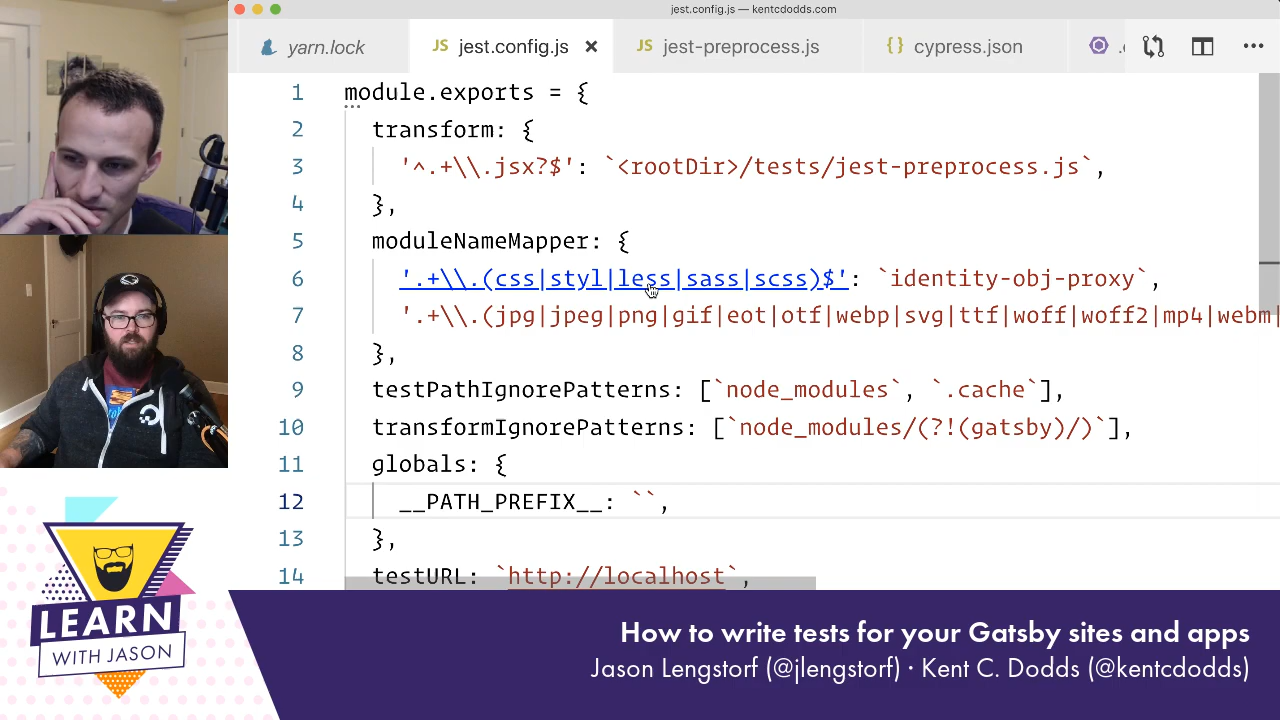 jest.config.js — kentcdodds.com
yarn.lock
JS jest.config.js ×
JS jest-preprocess.js
{ } cypress.json
1 module.exports = {
2 transform: {
3 '^.+\\.jsx?$': `<rootDir>/tests/jest-preprocess.js`,
4 },
5 moduleNameMapper: {
6 '.+\\.(css|styl|less|sass|scss)$': `identity-obj-proxy`,
7 '.+\\.(jpg|jpeg|png|gif|eot|otf|webp|svg|ttf|woff|woff2|mp4|webm|
8 },
9 testPathIgnorePatterns: [`node_modules`, `.cache`],
10 transformIgnorePatterns: [`node_modules/(?!(gatsby)/)`],
11 globals: {
12 __PATH_PREFIX__: ``,
13 },
14 testURL: `http://localhost`,
LEARN
WITH JASON
How to write tests for your Gatsby sites and apps
Jason Lengstorf (@jlengstorf) · Kent C. Dodds (@kentcdodds)